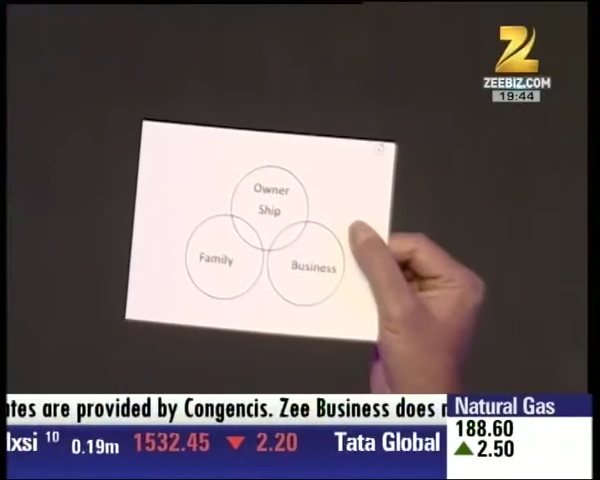 ZEEBIZ.COM
19:44
Owner
Ship
Family
Business
are provided by Congencis. Zee Business does
Natural Gas
188.60
2.50
lxsi 10 0.19m 1532.45 2.20 Tata Global